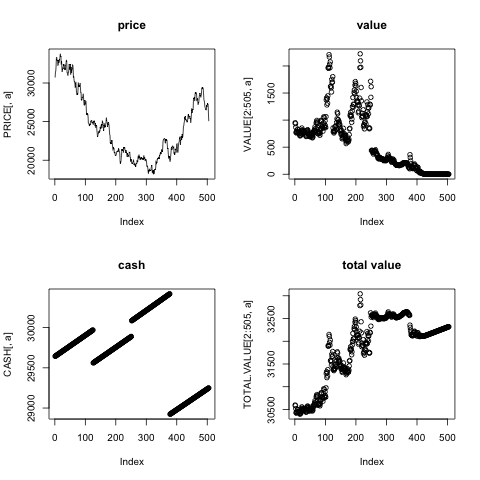 price
PRICE[, a]
20000 25000 30000
0 100 200 300 400 500
Index
value
VALUE[2:505, a]
0 500 1500
0 100 200 300 400 500
Index
cash
CASH[, a]
29000 29500 30000
0 100 200 300 400 500
Index
total value
TOTAL.VALUE[2:505, a]
30500 31500 32500
0 100 200 300 400 500
Index